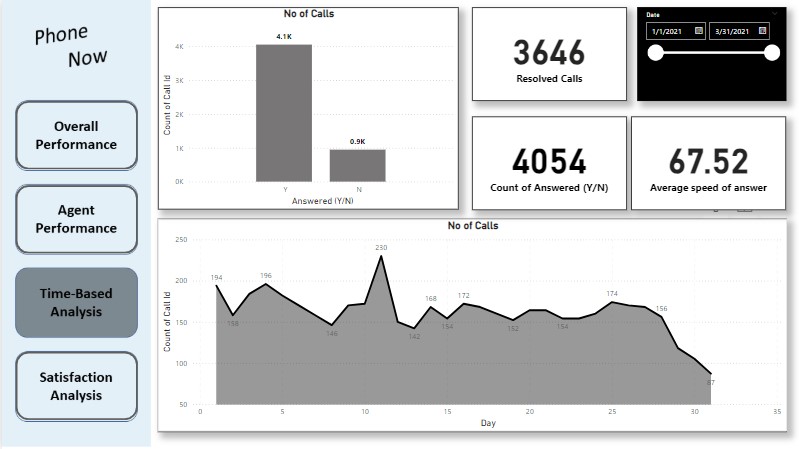 Phone
Now
Overall
Performance
Agent
Performance
Time-Based
Analysis
Satisfaction
Analysis
No of Calls
Count of Call Id
4K
3K
2K
1K
0K
4.1K
0.9K
Y
N
Answered (Y/N)
3646
Resolved Calls
Date
1/1/2021
3/31/2021
4054
Count of Answered (Y/N)
67.52
Average speed of answer
No of Calls
Count of Call Id
250
200
150
100
50
194
158
196
146
230
142
168
154
172
152
154
174
156
87
0
5
10
15
20
25
30
35
Day